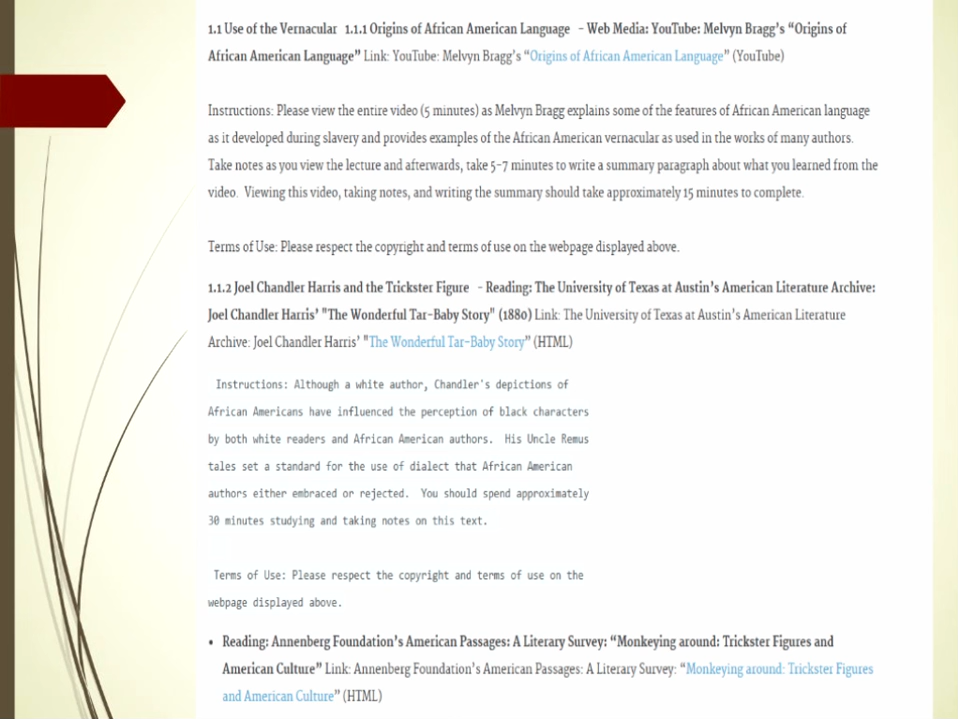 1.1 Use of the Vernacular 1.1.1 Origins of African American Language - Web Media: YouTube: Melvyn Bragg's “Origins of
African American Language” Link: YouTube: Melvyn Bragg's “Origins of African American Language” (YouTube)
Instructions: Please view the entire video (5 minutes) as Melvyn Bragg explains some of the features of African American language
as it developed during slavery and provides examples of the African American vernacular as used in the works of many authors.
Take notes as you view the lecture and afterwards, take 5-7 minutes to write a summary paragraph about what you learned from the
video. Viewing this video, taking notes, and writing the summary should take approximately 15 minutes to complete.
Terms of Use: Please respect the copyright and terms of use on the webpage displayed above.
1.1.2 Joel Chandler Harris and the Trickster Figure - Reading: The University of Texas at Austin's American Literature Archive:
Joel Chandler Harris' "The Wonderful Tar-Baby Story" (1880) Link: The University of Texas at Austin's American Literature
Archive: Joel Chandler Harris' "The Wonderful Tar-Baby Story” (HTML)
Instructions: Although a white author, Chandler's depictions of
African Americans have influenced the perception of black characters
by both white readers and African American authors. His Uncle Remus
tales set a standard for the use of dialect that African American
authors either embraced or rejected. You should spend approximately
30 minutes studying and taking notes on this text.
Terms of Use: Please respect the copyright and terms of use on the
webpage displayed above.
• Reading: Annenberg Foundation's American Passages: A Literary Survey: “Monkeying around: Trickster Figures and
American Culture” Link: Annenberg Foundation's American Passages: A Literary Survey: “Monkeying around: Trickster Figures
and American Culture” (HTML)